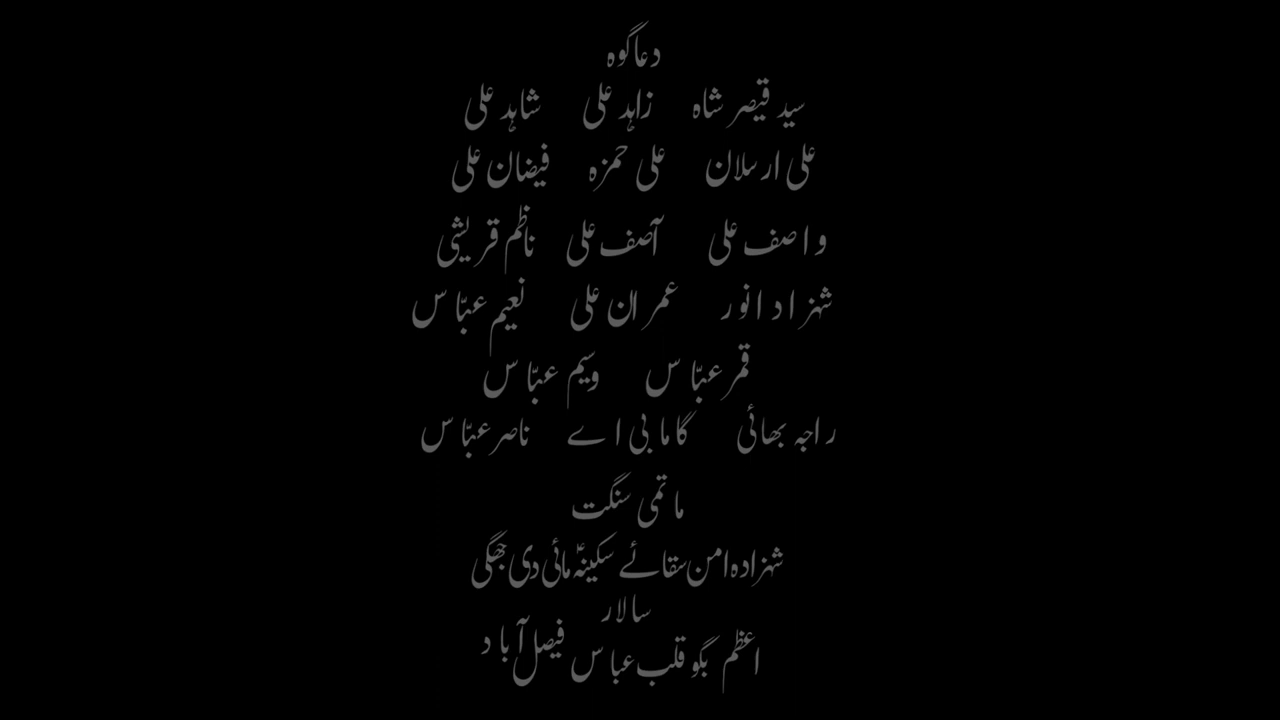 دعاگوہ
سید قیصر شاہ زاہد علی شاہد علی
علی ارسلان علی حمزہ فیضان علی
واصف علی آصف علی ناظم قریشی
شہزاد انور عمران علی نعیم عبّاس
قمر عبّاس وسیم عبّاس
راجہ بھائی گاما بی اے ناصر عبّاس
ماتمی سنگت
شہزادہ امن سقائے سکینہؑ مائی دی جھگی
سالار
اعظم بگو قلب عباس فیصل آباد